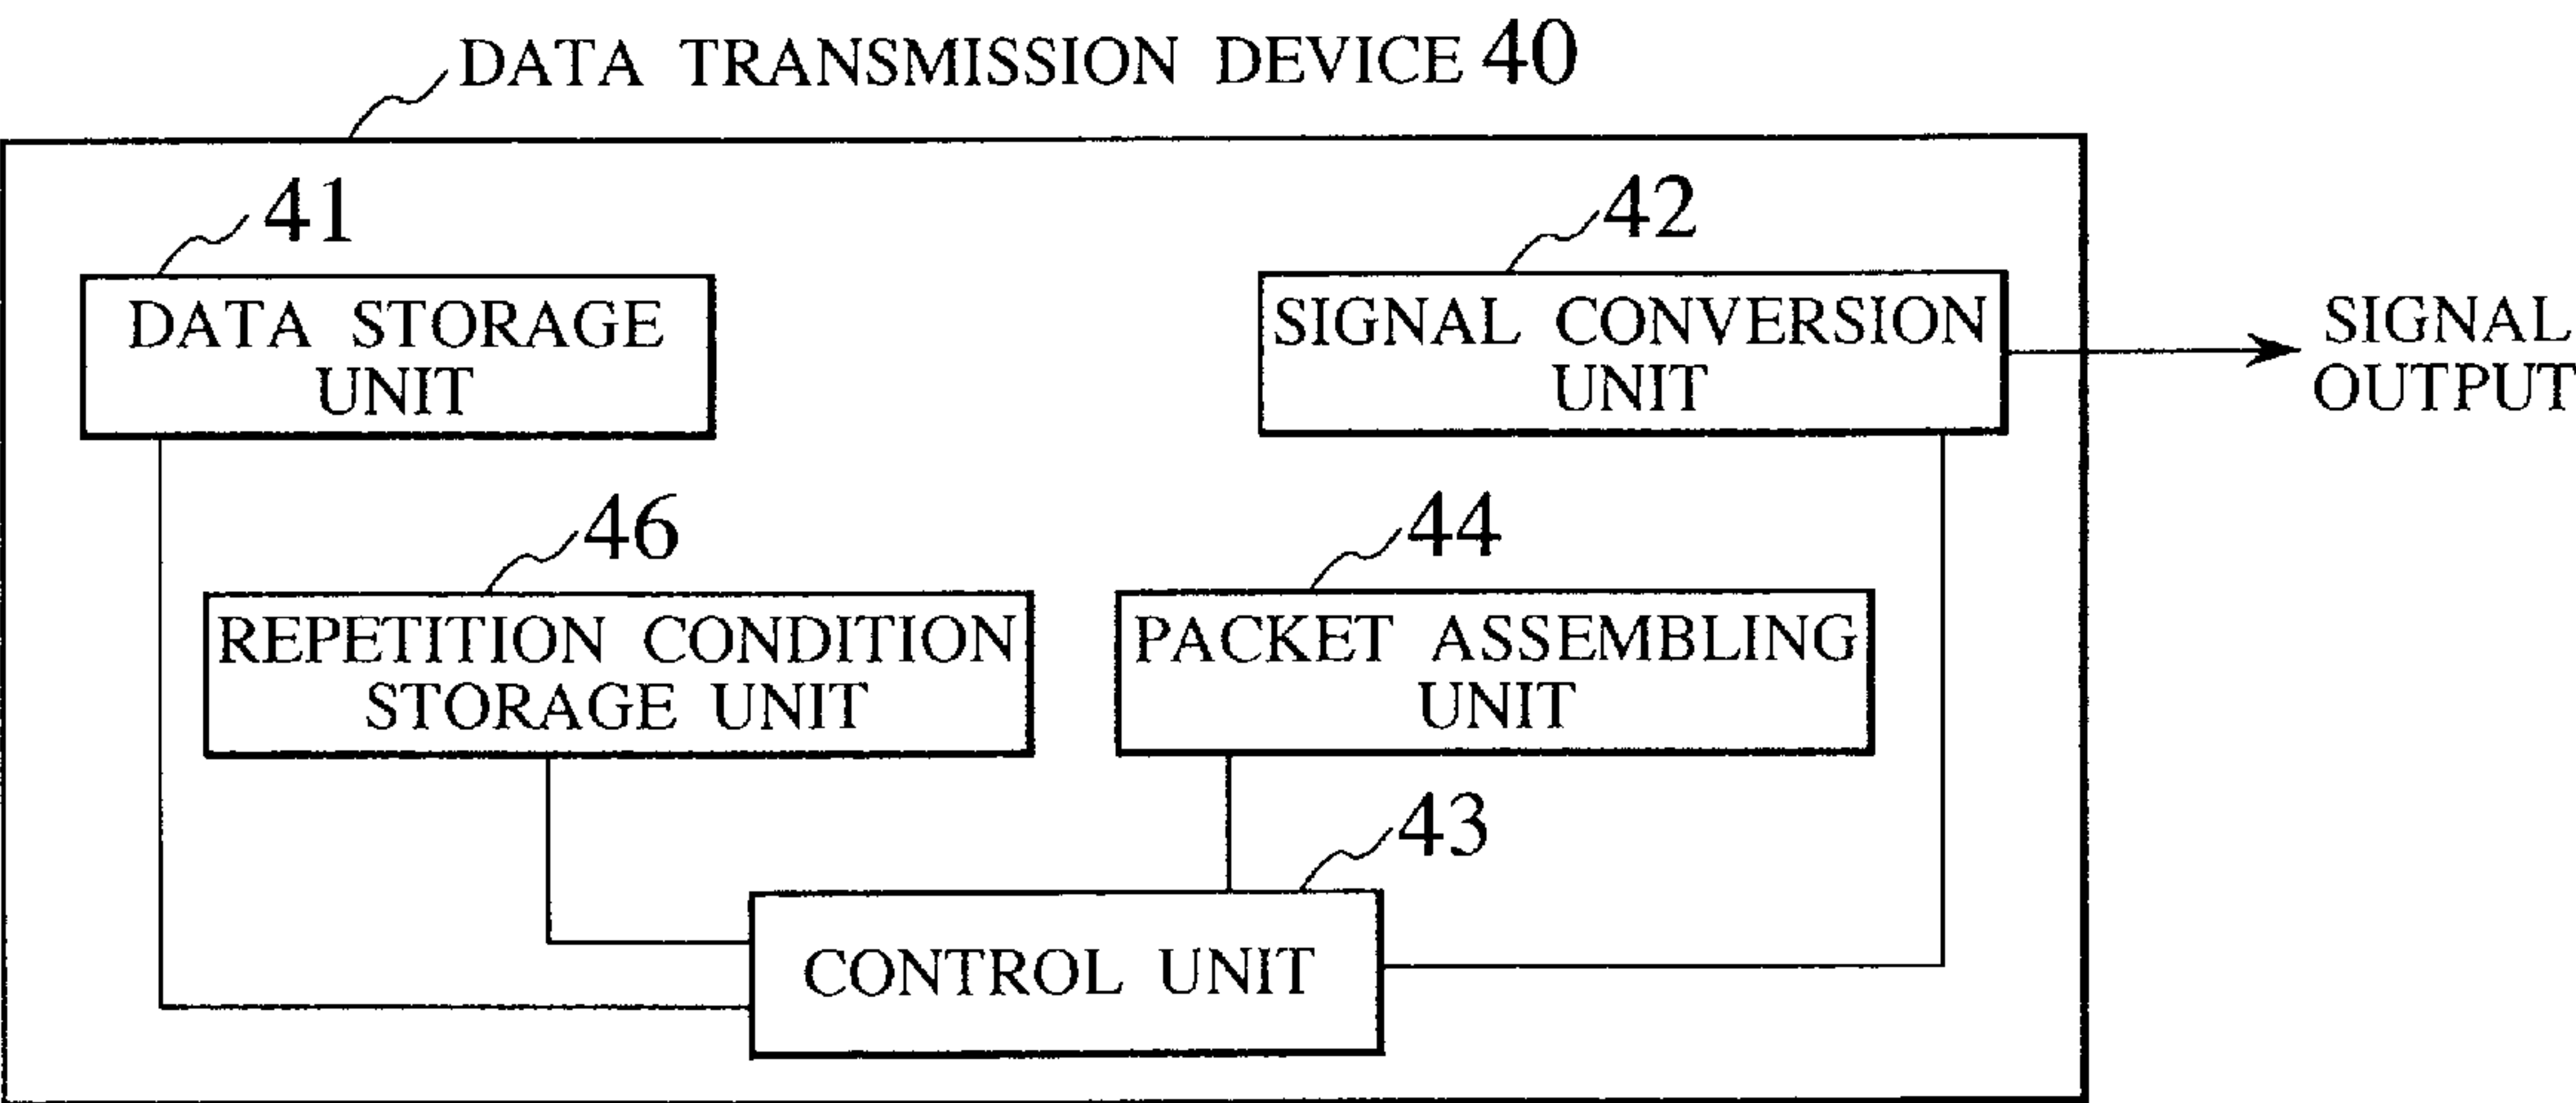 DATA TRANSMISSION DEVICE 40
41
DATA STORAGE
UNIT
42
SIGNAL CONVERSION
UNIT
SIGNAL
OUTPUT
46
REPETITION CONDITION
STORAGE UNIT
44
PACKET ASSEMBLING
UNIT
43
CONTROL UNIT